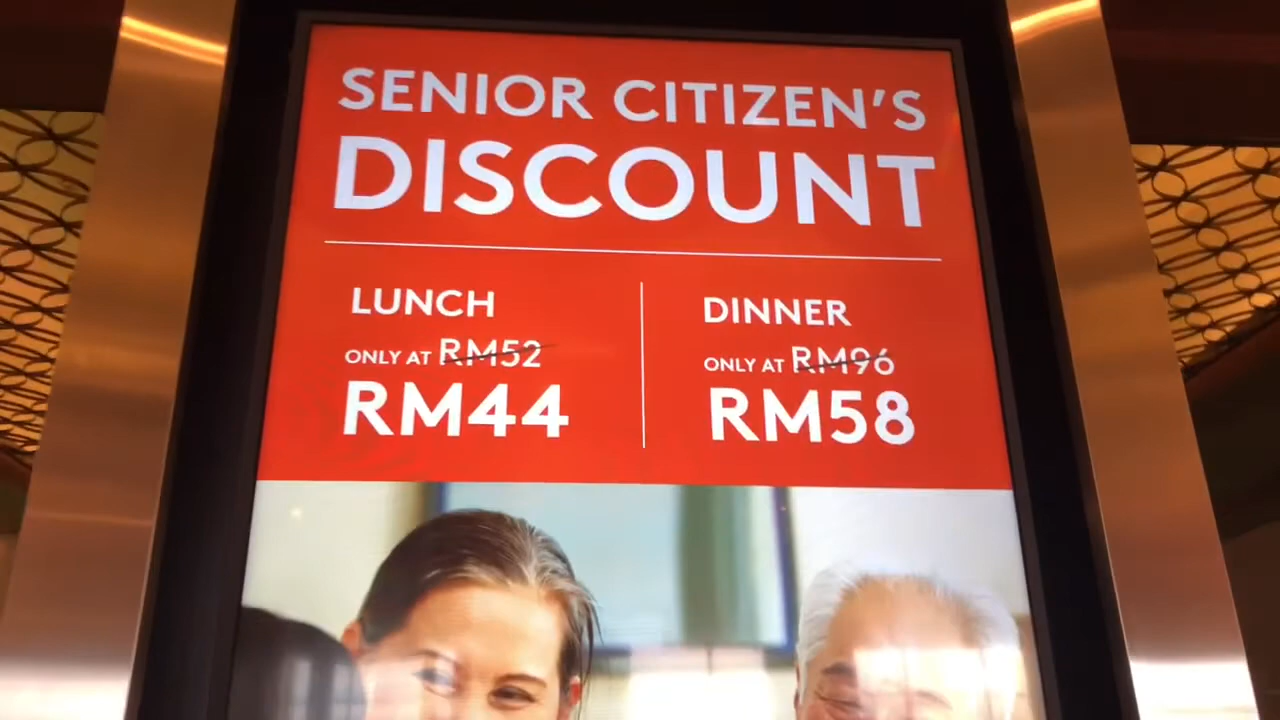 SENIOR CITIZEN'S
DISCOUNT
LUNCH
ONLY AT RM52
RM44
DINNER
ONLY AT RM96
RM58